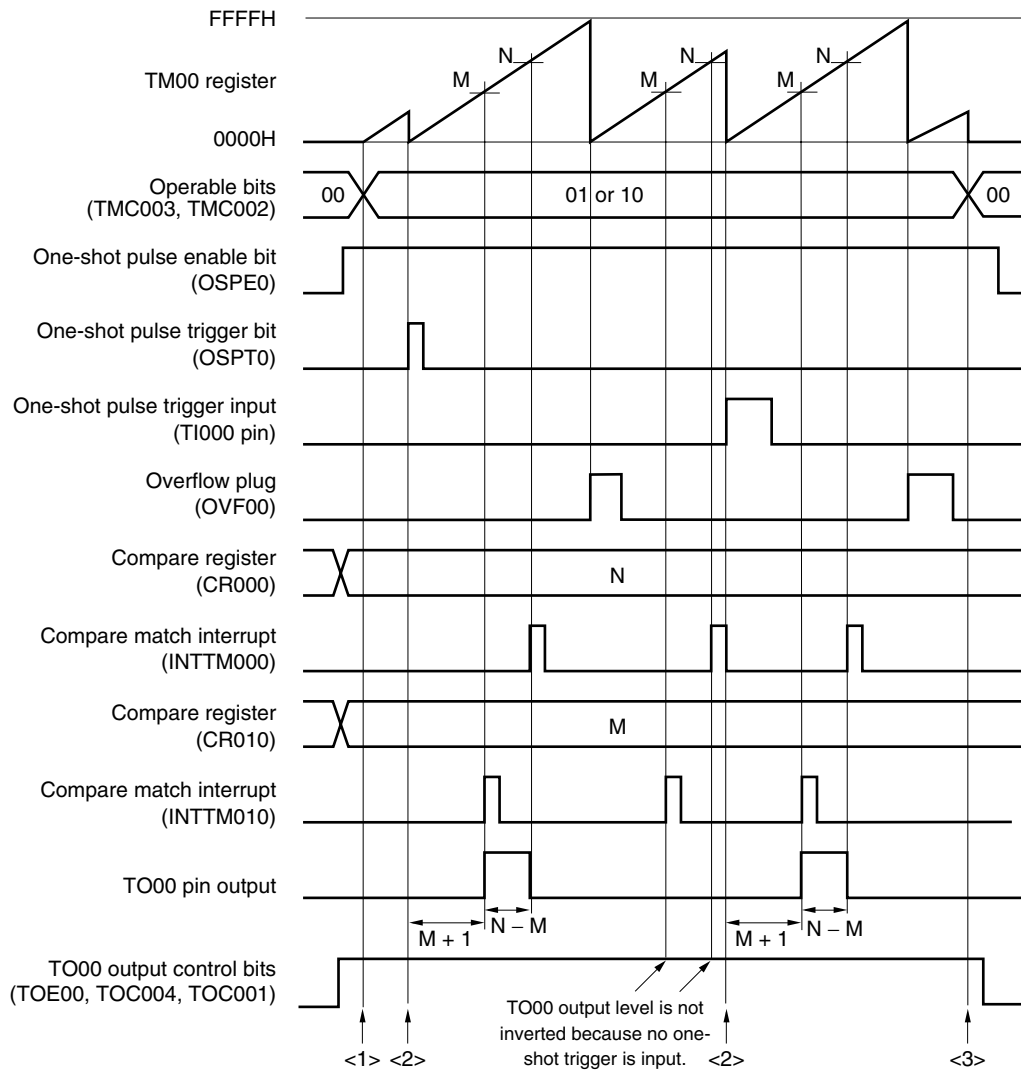 FFFFH
N
N
N
TM00 register
M
M
M
0000H
Operable bits
(TMC003, TMC002)
00
01 or 10
00
One-shot pulse enable bit
(OSPE0)
One-shot pulse trigger bit
(OSPT0)
One-shot pulse trigger input
(TI000 pin)
Overflow plug
(OVF00)
Compare register
(CR000)
N
Compare match interrupt
(INTTM000)
Compare register
(CR010)
M
Compare match interrupt
(INTTM010)
TO00 pin output
M + 1
N − M
M + 1
N − M
TO00 output control bits
(TOE00, TOC004, TOC001)
TO00 output level is not
inverted because no one-
shot trigger is input.
<1>
<2>
<2>
<3>